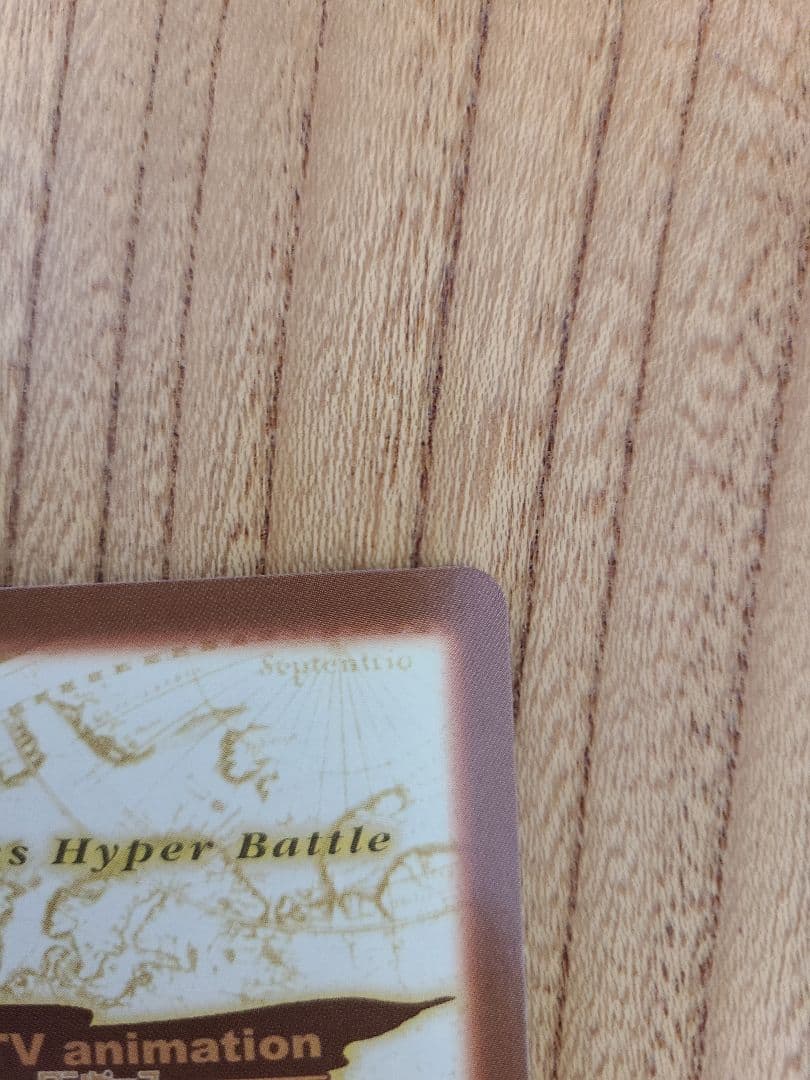 Septentrio
s Hyper Battle
TV animation